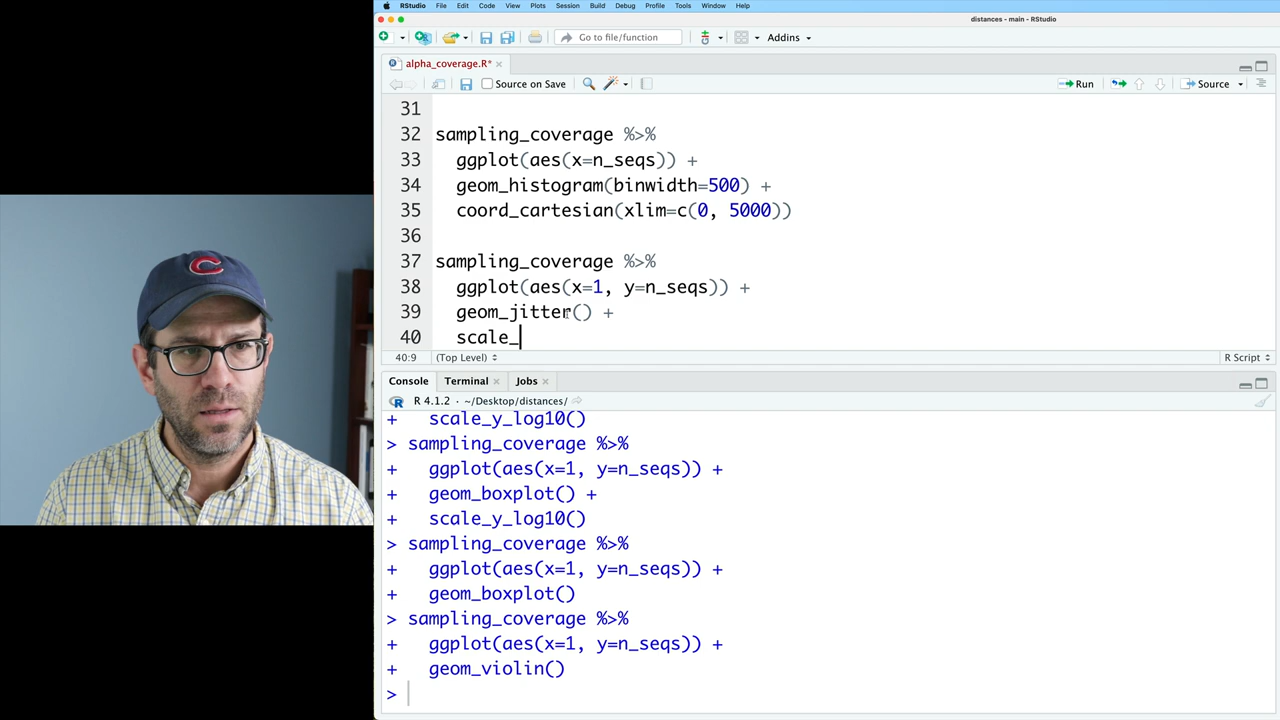 RStudio File Edit Code View Plots Session Build Debug Profile Tools Window Help
distances - main - RStudio
Go to file/function Addins
alpha_coverage.R*
Source on Save Run Source
31
32 sampling_coverage %>%
33 ggplot(aes(x=n_seqs)) +
34 geom_histogram(binwidth=500) +
35 coord_cartesian(xlim=c(0, 5000))
36
37 sampling_coverage %>%
38 ggplot(aes(x=1, y=n_seqs)) +
39 geom_jitter() +
40 scale_
40:9 (Top Level) R Script
Console Terminal Jobs
R 4.1.2 · ~/Desktop/distances/
+ scale_y_log10()
> sampling_coverage %>%
+ ggplot(aes(x=1, y=n_seqs)) +
+ geom_boxplot() +
+ scale_y_log10()
> sampling_coverage %>%
+ ggplot(aes(x=1, y=n_seqs)) +
+ geom_boxplot()
> sampling_coverage %>%
+ ggplot(aes(x=1, y=n_seqs)) +
+ geom_violin()
>
C